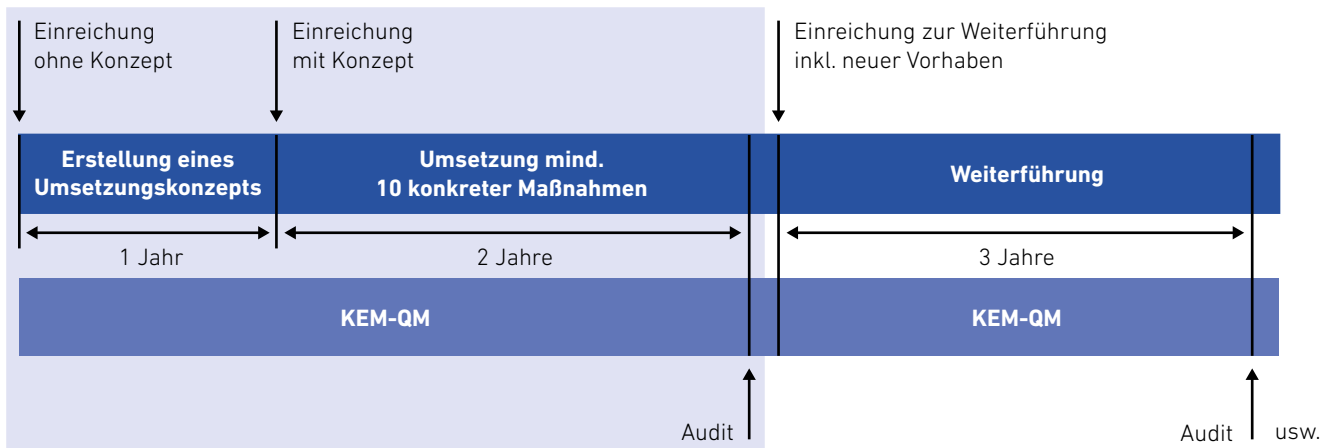 Einreichung
ohne Konzept
Einreichung
mit Konzept
Einreichung zur Weiterführung
inkl. neuer Vorhaben
Erstellung eines
Umsetzungskonzepts
Umsetzung mind.
10 konkreter Maßnahmen
Weiterführung
1 Jahr
2 Jahre
3 Jahre
KEM-QM
KEM-QM
Audit
Audit
usw.